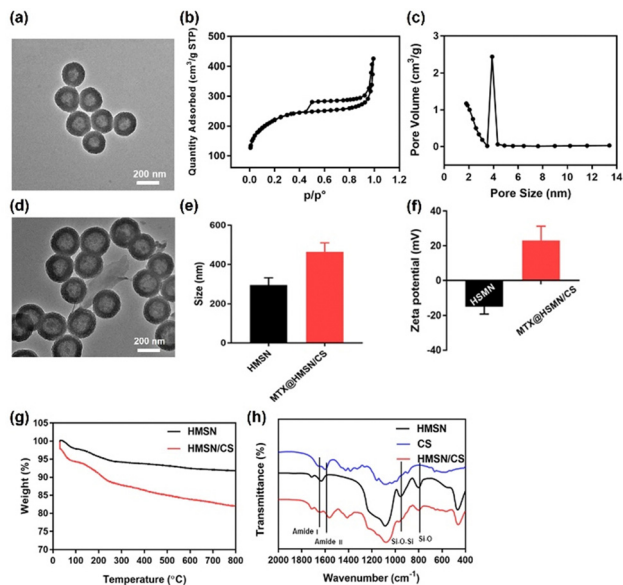 (a)
200 nm
(b)
Quantity Adsorbed (cm³/g STP)
500
400
300
200
100
0.0 0.2 0.4 0.6 0.8 1.0 1.2
p/p°
(c)
Pore Volume (cm³/g)
3
2
1
0
2 4 6 8 10 12 14
Pore Size (nm)
(d)
200 nm
(e)
Size (nm)
600
400
200
0
HMSN
MTX@HMSN/CS
(f)
Zeta potential (mV)
40
20
0
-20
-40
HSMN
MTX@HSMN/CS
(g)
HMSN
HMSN/CS
Weight (%)
105
100
95
90
85
80
75
70
0 100 200 300 400 500 600 700 800
Temperature (°C)
(h)
HMSN
CS
HMSN/CS
Transmittance (%)
Amide I
Amide II
Si-O-Si
Si-O
2000 1800 1600 1400 1200 1000 800 600 400
Wavenumber (cm⁻¹)